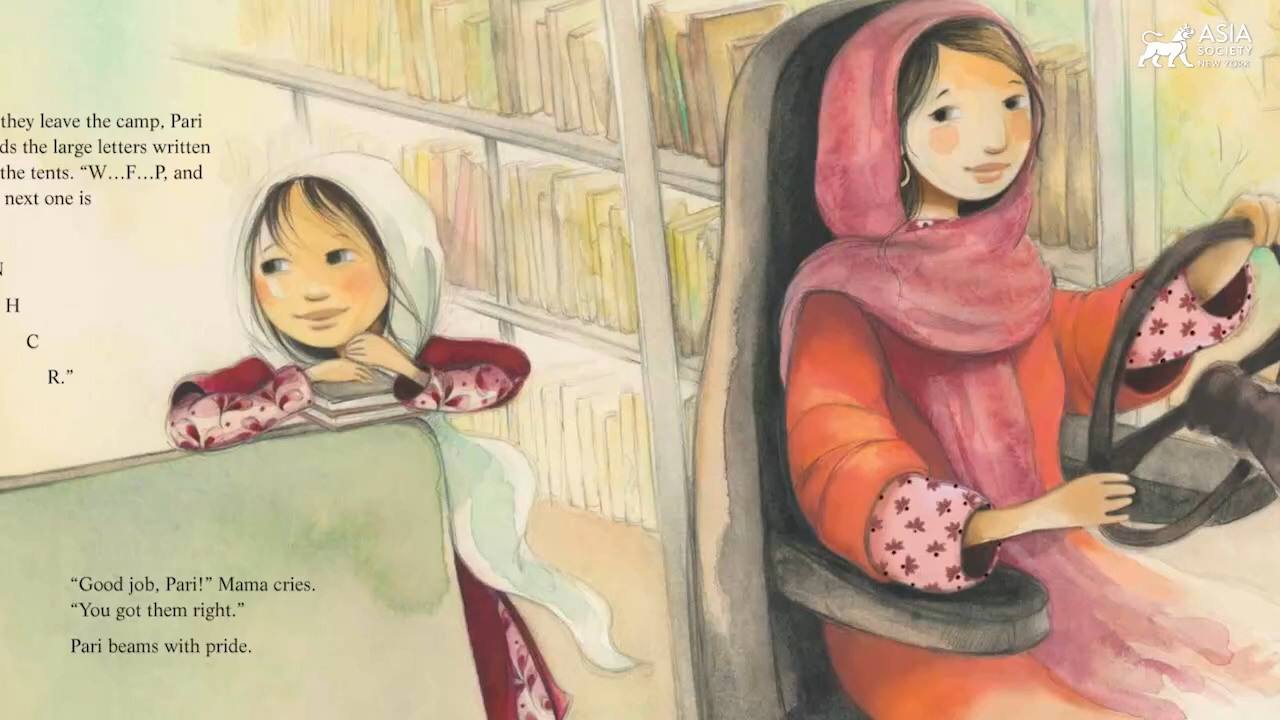 they leave the camp, Pari
ds the large letters written
the tents. “W…F…P, and
next one is
H
C
R.”
“Good job, Pari!” Mama cries.
“You got them right.”
Pari beams with pride.
ASIA
SOCIETY
NEW YORK